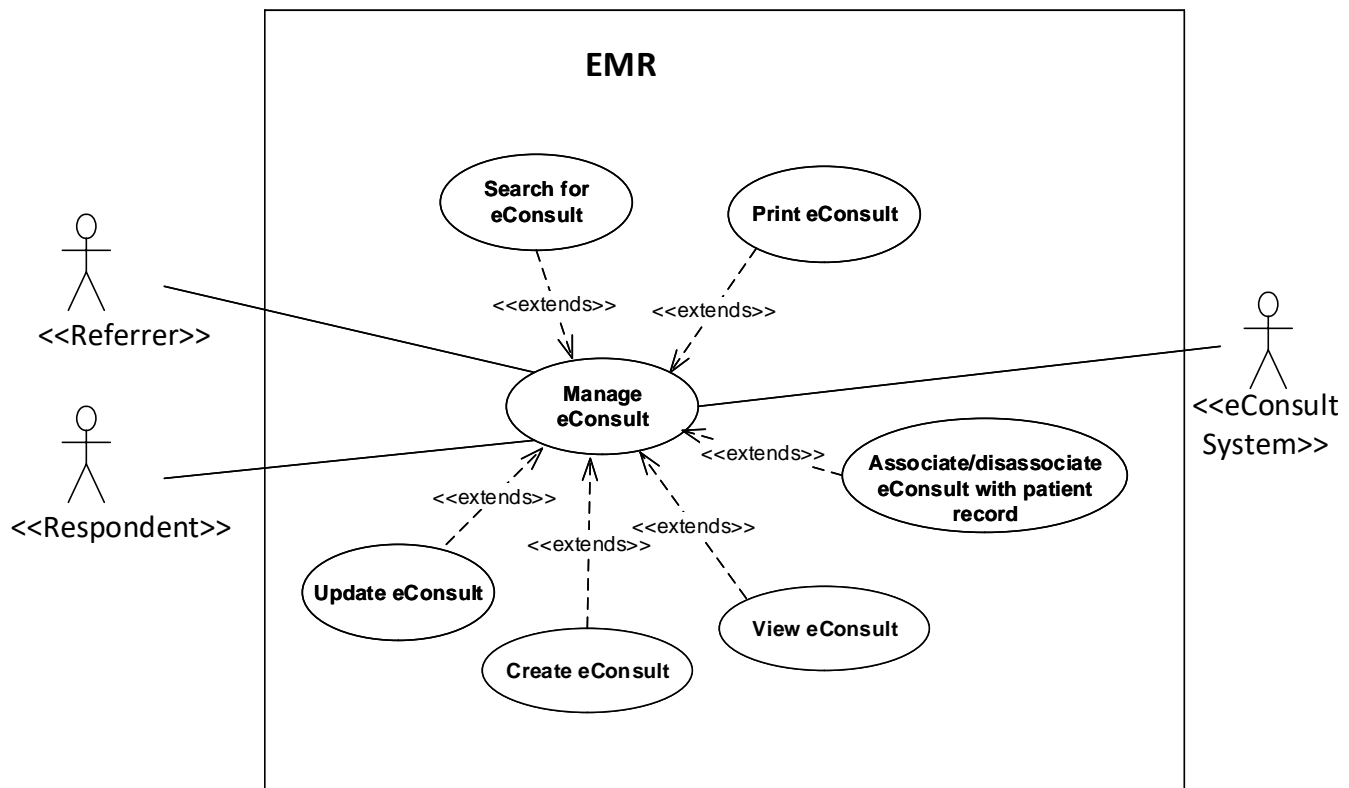 EMR
Search for
eConsult
Print eConsult
<<extends>>
<<extends>>
<<Referrer>>
Manage
eConsult
<<eConsult
System>>
<<extends>>
Associate/disassociate
eConsult with patient
record
<<Respondent>>
<<extends>>
<<extends>>
<<extends>>
Update eConsult
View eConsult
Create eConsult